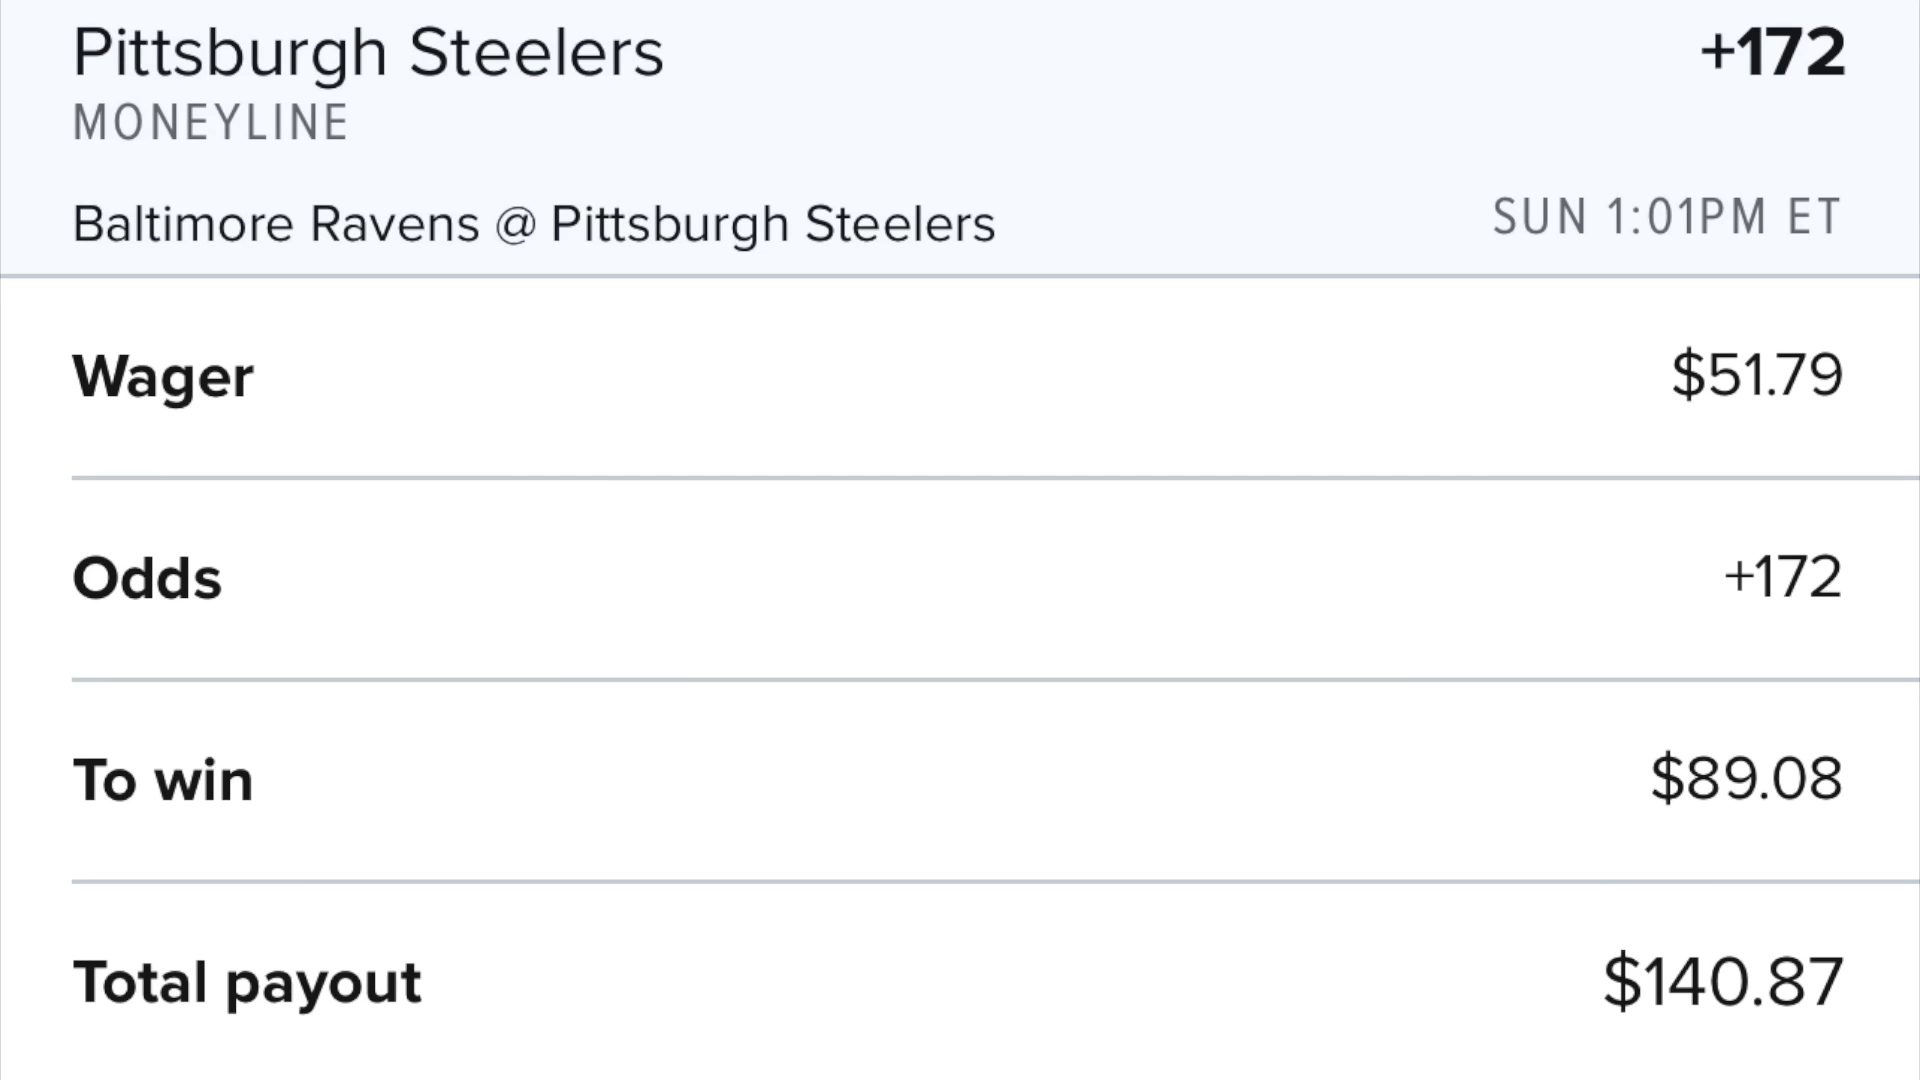 Pittsburgh Steelers +172
MONEYLINE
Baltimore Ravens @ Pittsburgh Steelers SUN 1:01PM ET
Wager $51.79
Odds +172
To win $89.08
Total payout $140.87